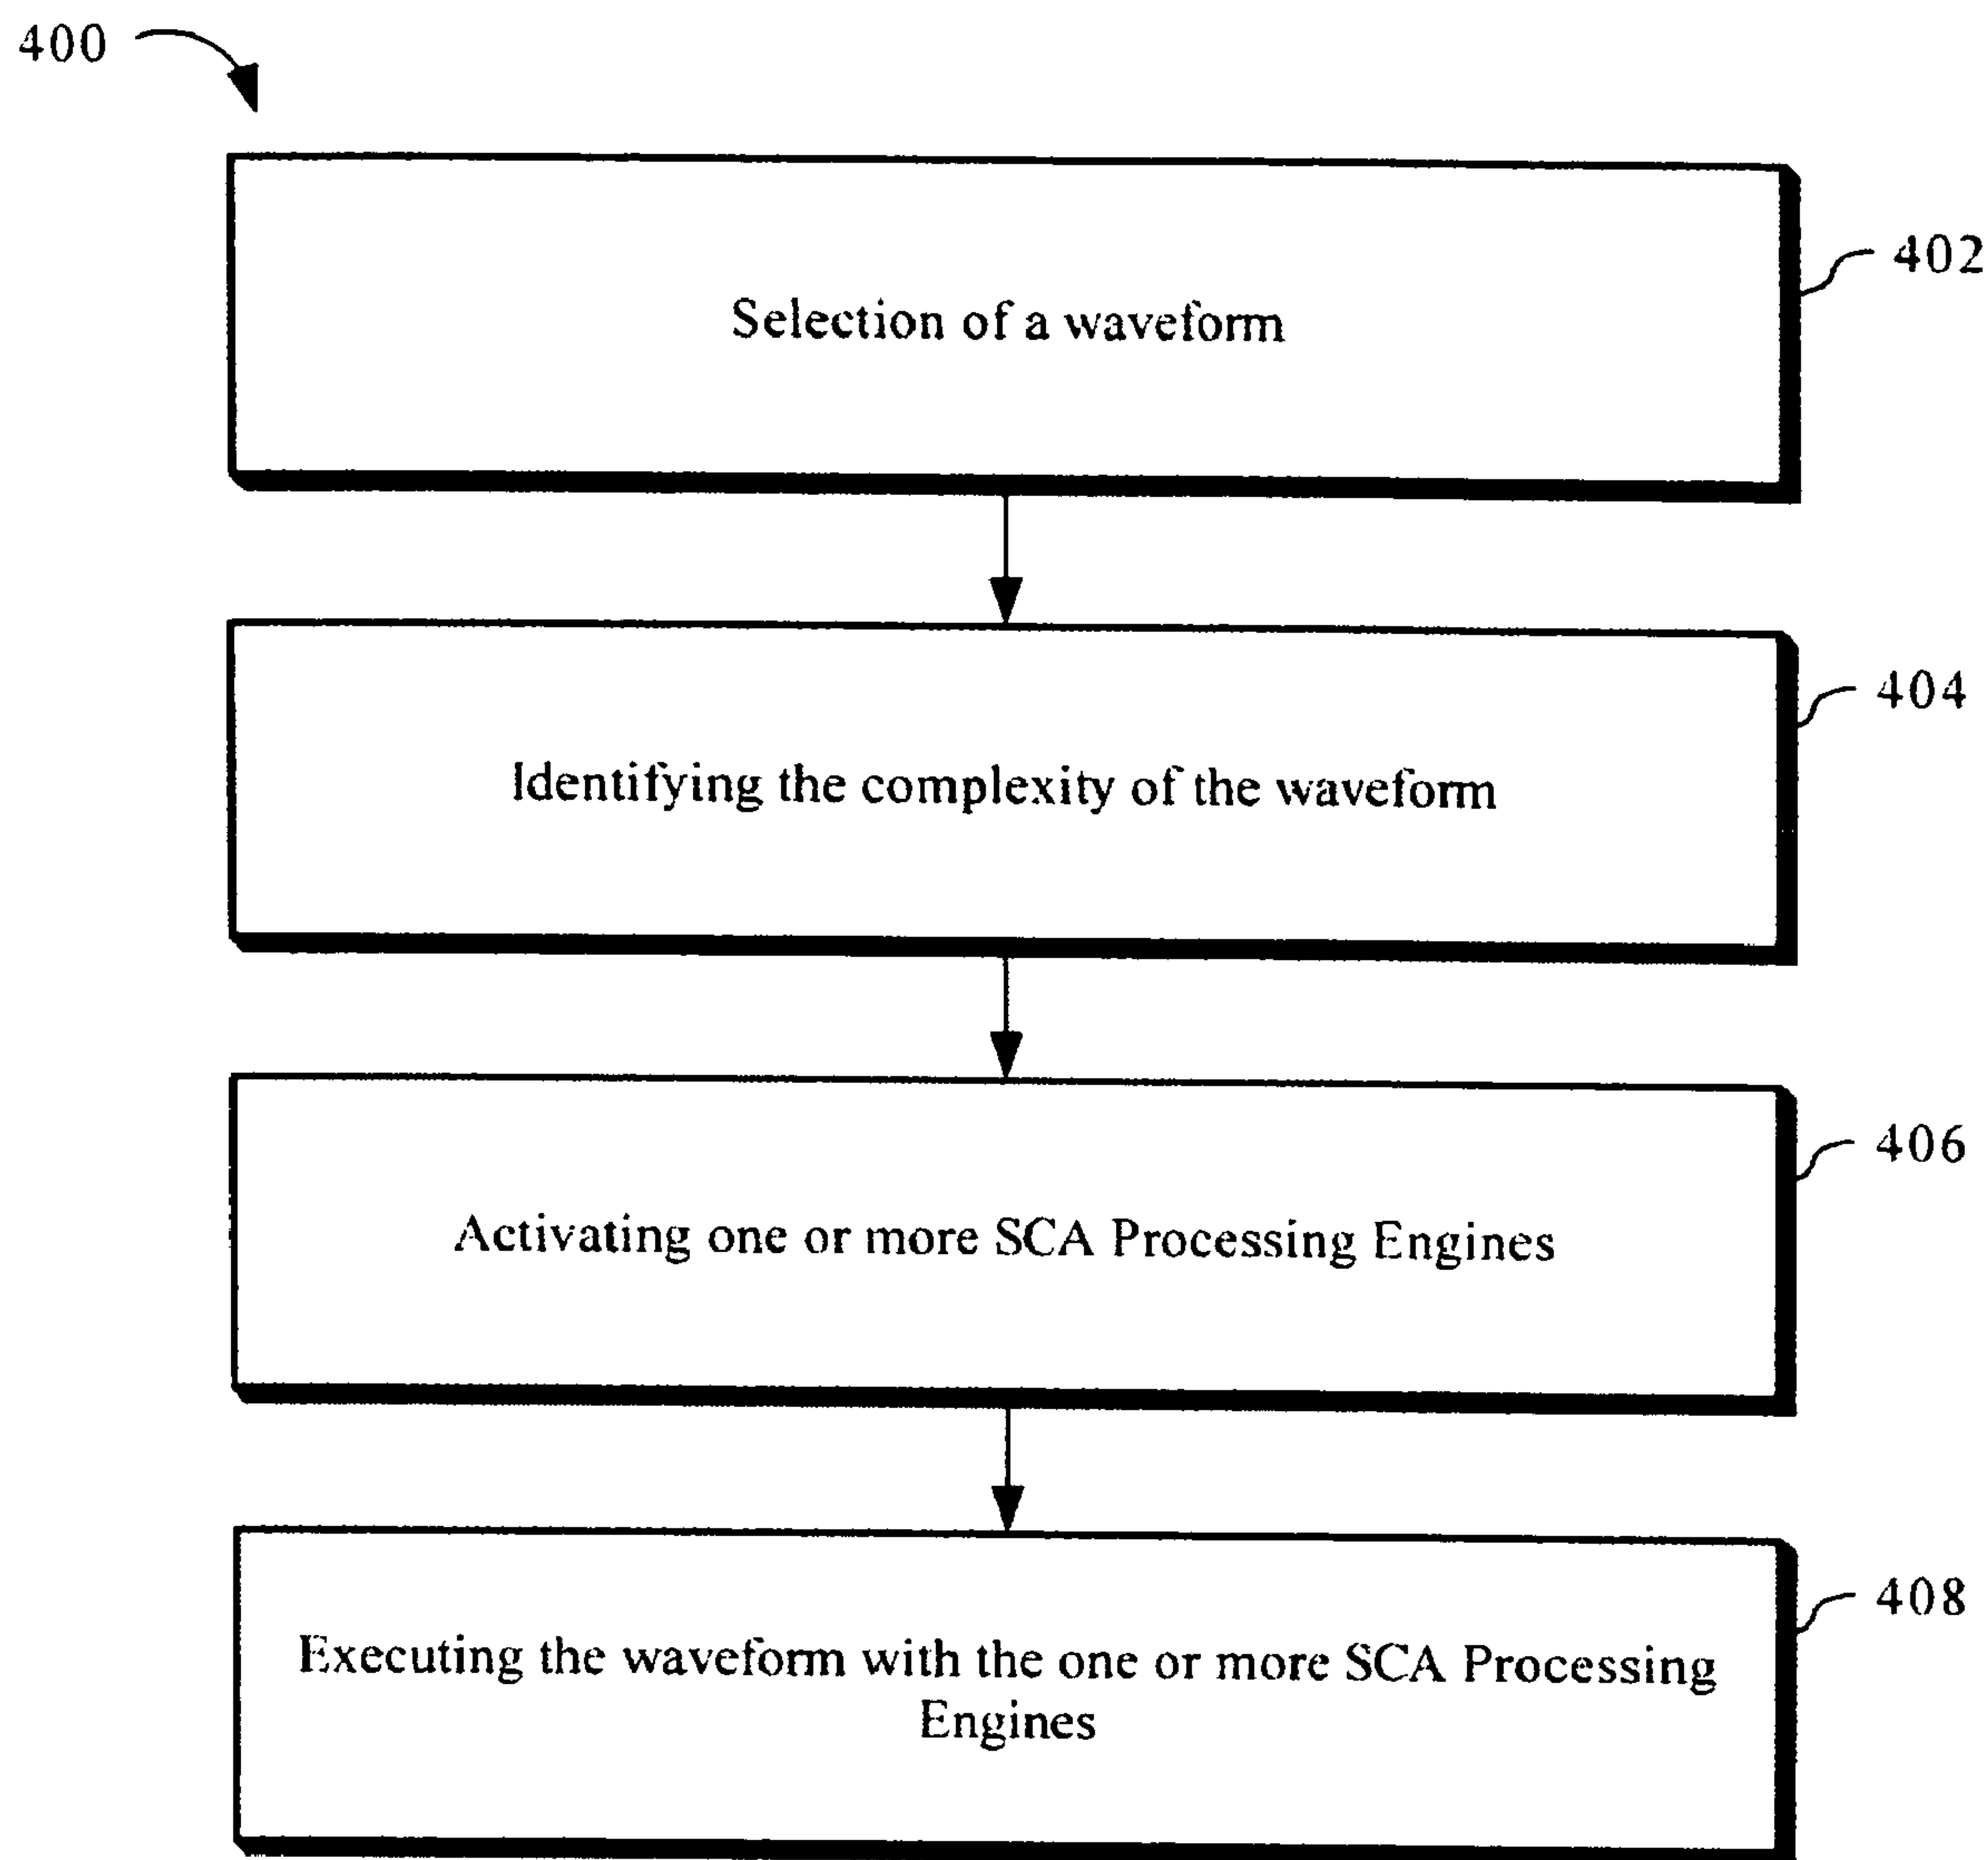 400
Selection of a waveform
402
Identifying the complexity of the waveform
404
Activating one or more SCA Processing Engines
406
Executing the waveform with the one or more SCA Processing
Engines
408